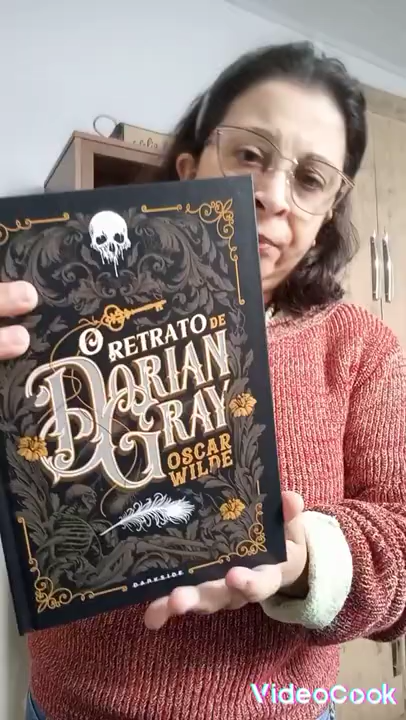 O RETRATO DE
DORIAN
GRAY
OSCAR
WILDE
DARKSIDE
VideoCook